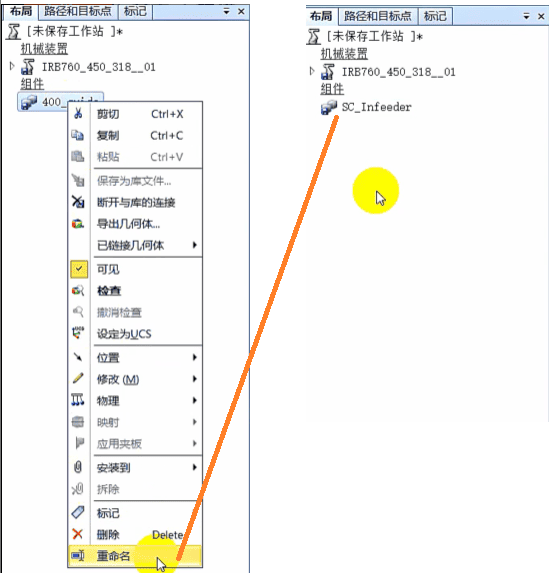 布局 路径和目标点 标记
[未保存工作站 ]*
机械装置
IRB760_450_318__01
组件
剪切 Ctrl+X
复制 Ctrl+C
粘贴 Ctrl+V
保存为库文件...
断开与库的连接
导出几何体...
已链接几何体
可见
检查
撤消检查
设定为UCS
位置
修改 (M)
物理
映射
应用夹板
安装到
拆除
标记
删除 Delete
重命名
布局 路径和目标点 标记
[未保存工作站 ]*
机械装置
IRB760_450_318__01
组件
SC_Infeeder